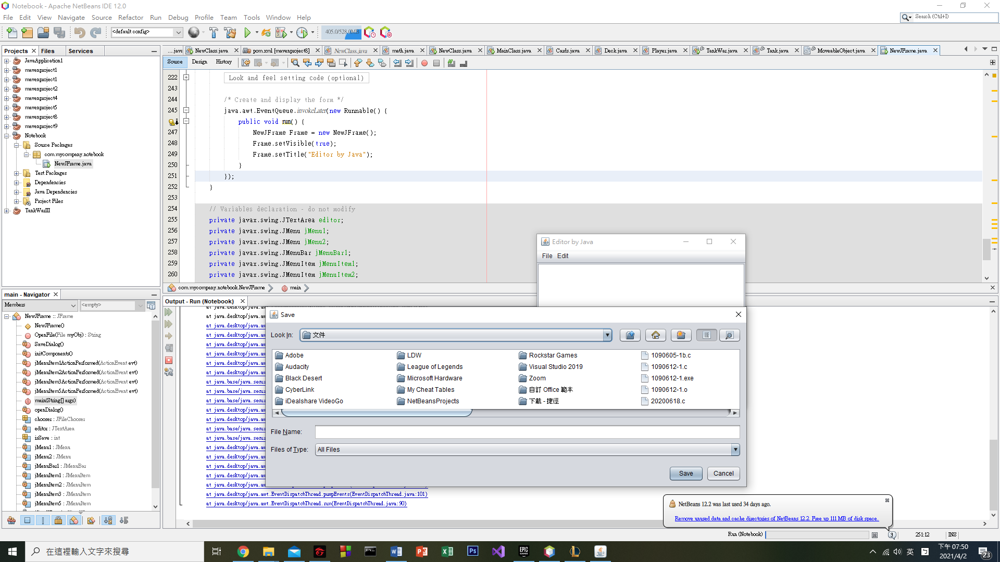 Notebook - Apache NetBeans IDE 12.0
File Edit View Navigate Source Refactor Run Debug Profile Team Tools Window Help
Search (Ctrl+I)
<default config>
405.0/528.0MB
Projects Files Services
JavaApplication1
mavenproject1
mavenproject1
mavenproject2
mavenproject4
mavenproject5
mavenproject8
mavenproject9
Notebook
Source Packages
com.mycompany.notebook
NewJFrame.java
Test Packages
Dependencies
Java Dependencies
Project Files
TankWarIII
....java NewClass.java pom.xml [mavenproject8] NewClass.java math.java NewClass.java MainClass.java Cards.java Deck.java Player.java TankWar.java Tank.java MoveableObject.java NewJFrame.java
Source Design History
222 Look and feel setting code (optional)
243
244 /* Create and display the form */
245 java.awt.EventQueue.invokeLater(new Runnable() {
public void run() {
247 NewJFrame Frame = new NewJFrame();
248 Frame.setVisible(true);
249 Frame.setTitle("Editor by Java");
250 }
251 });
252 }
253
254 // Variables declaration - do not modify
255 private javax.swing.JTextArea editor;
256 private javax.swing.JMenu jMenu1;
257 private javax.swing.JMenu jMenu2;
258 private javax.swing.JMenuBar jMenuBar1;
259 private javax.swing.JMenuItem jMenuItem1;
260 private javax.swing.JMenuItem jMenuItem2;
com.mycompany.notebook.NewJFrame main
Editor by Java
File Edit
main - Navigator
Members <empty>
NewJFrame :: JFrame
NewJFrame()
OpenFile(File myObj) : String
SaveDialog()
initComponents()
jMenuItem1ActionPerformed(ActionEvent evt)
jMenuItem2ActionPerformed(ActionEvent evt)
jMenuItem3ActionPerformed(ActionEvent evt)
jMenuItem5ActionPerformed(ActionEvent evt)
main(String[] args)
openDialog()
chooser : JFileChooser
editor : JTextArea
isSave : int
jMenu1 : JMenu
jMenu2 : JMenu
jMenuBar1 : JMenuBar
jMenuItem1 : JMenuItem
jMenuItem2 : JMenuItem
jMenuItem3 : JMenuItem
jMenuItem5 : JMenuItem
Output - Run (Notebook)
at java.desktop/java.aw
at java.desktop/java.aw
at java.desktop/java.aw
at java.desktop/java.aw
at java.desktop/java.aw
at java.desktop/java.aw
at java.desktop/java.aw
at java.base/java.secur
at java.base/java.secur
at java.base/java.secur
at java.desktop/java.aw
at java.desktop/java.aw
at java.base/java.secur
at java.base/java.secur
at java.desktop/java.aw
at java.desktop/java.aw
at java.desktop/java.aw
at java.desktop/java.aw
at java.desktop/java.aw
at java.desktop/java.awt.EventDispatchThread.pumpEvents(EventDispatchThread.java:101)
at java.desktop/java.awt.EventDispatchThread.run(EventDispatchThread.java:90)
Save
Look In: 文件
Adobe LDW Rockstar Games 1090605-1b.c
Audacity League of Legends Visual Studio 2019 1090612-1.c
Black Desert Microsoft Hardware Zoom 1090612-1.exe
CyberLink My Cheat Tables 自訂 Office 範本 1090612-1.o
iDealshare VideoGo NetBeansProjects 下載 - 捷徑 20200618.c
File Name:
Files of Type: All Files
Save Cancel
NetBeans 12.2 was last used 34 days ago.
Remove unused data and cache directories of NetBeans 12.2. Free up 111 MB of disk space.
Run (Notebook) 3 251:12 INS
在這裡輸入文字來搜尋
英
下午 07:50
2021/4/2
23